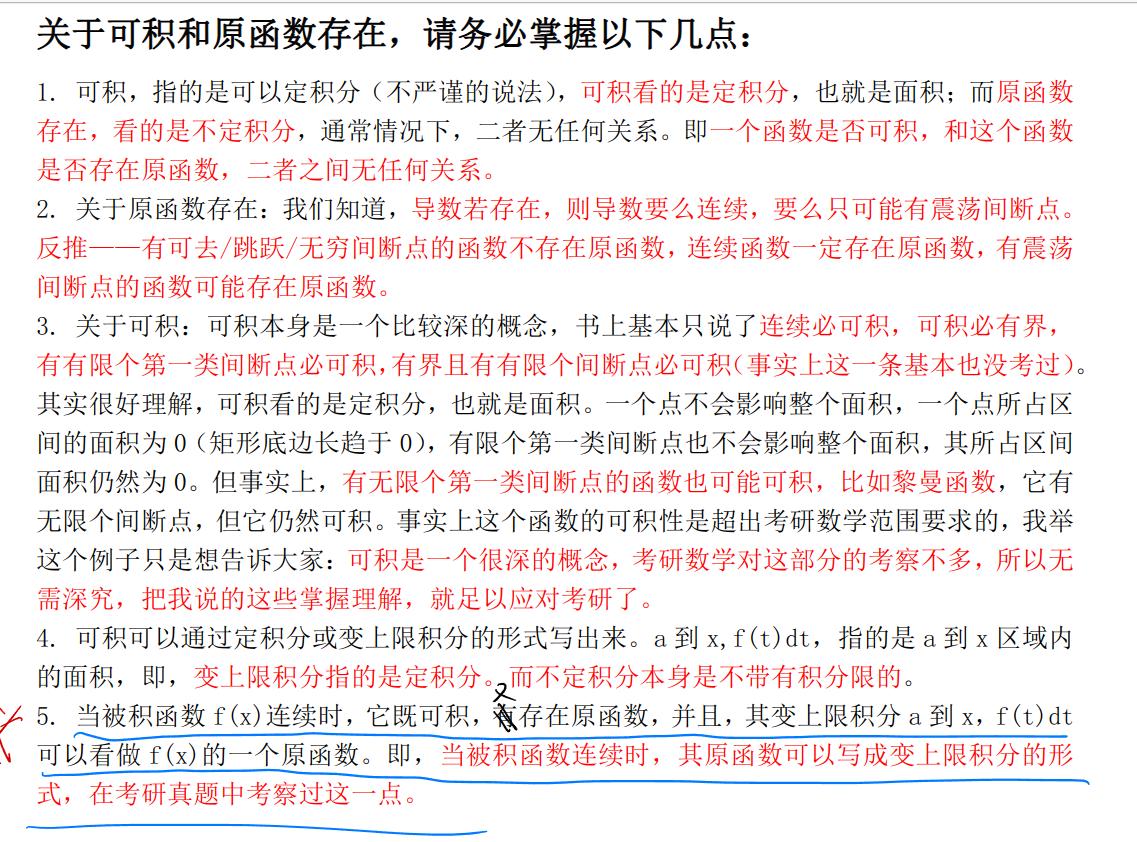 关于可积和原函数存在，请务必掌握以下几点：
1. 可积，指的是可以定积分（不严谨的说法），可积看的是定积分，也就是面积；而原函数
存在，看的是不定积分，通常情况下，二者无任何关系。即一个函数是否可积，和这个函数
是否存在原函数，二者之间无任何关系。
2. 关于原函数存在：我们知道，导数若存在，则导数要么连续，要么只可能有震荡间断点。
反推——有可去/跳跃/无穷间断点的函数不存在原函数，连续函数一定存在原函数，有震荡
间断点的函数可能存在原函数。
3. 关于可积：可积本身是一个比较深的概念，书上基本只说了连续必可积，可积必有界，
有有限个第一类间断点必可积，有界且有有限个间断点必可积（事实上这一条基本也没考过）。
其实很好理解，可积看的是定积分，也就是面积。一个点不会影响整个面积，一个点所占区
间的面积为 0（矩形底边长趋于 0），有限个第一类间断点也不会影响整个面积，其所占区间
面积仍然为 0。但事实上，有无限个第一类间断点的函数也可能可积，比如黎曼函数，它有
无限个间断点，但它仍然可积。事实上这个函数的可积性是超出考研数学范围要求的，我举
这个例子只是想告诉大家：可积是一个很深的概念，考研数学对这部分的考察不多，所以无
需深究，把我说的这些掌握理解，就足以应对考研了。
4. 可积可以通过定积分或变上限积分的形式写出来。a 到 x,f(t)dt，指的是 a 到 x 区域内
的面积，即，变上限积分指的是定积分。而不定积分本身是不带有积分限的。
又
5. 当被积函数 f(x)连续时，它既可积，有存在原函数，并且，其变上限积分 a 到 x，f(t)dt
可以看做 f(x)的一个原函数。即，当被积函数连续时，其原函数可以写成变上限积分的形
式，在考研真题中考察过这一点。